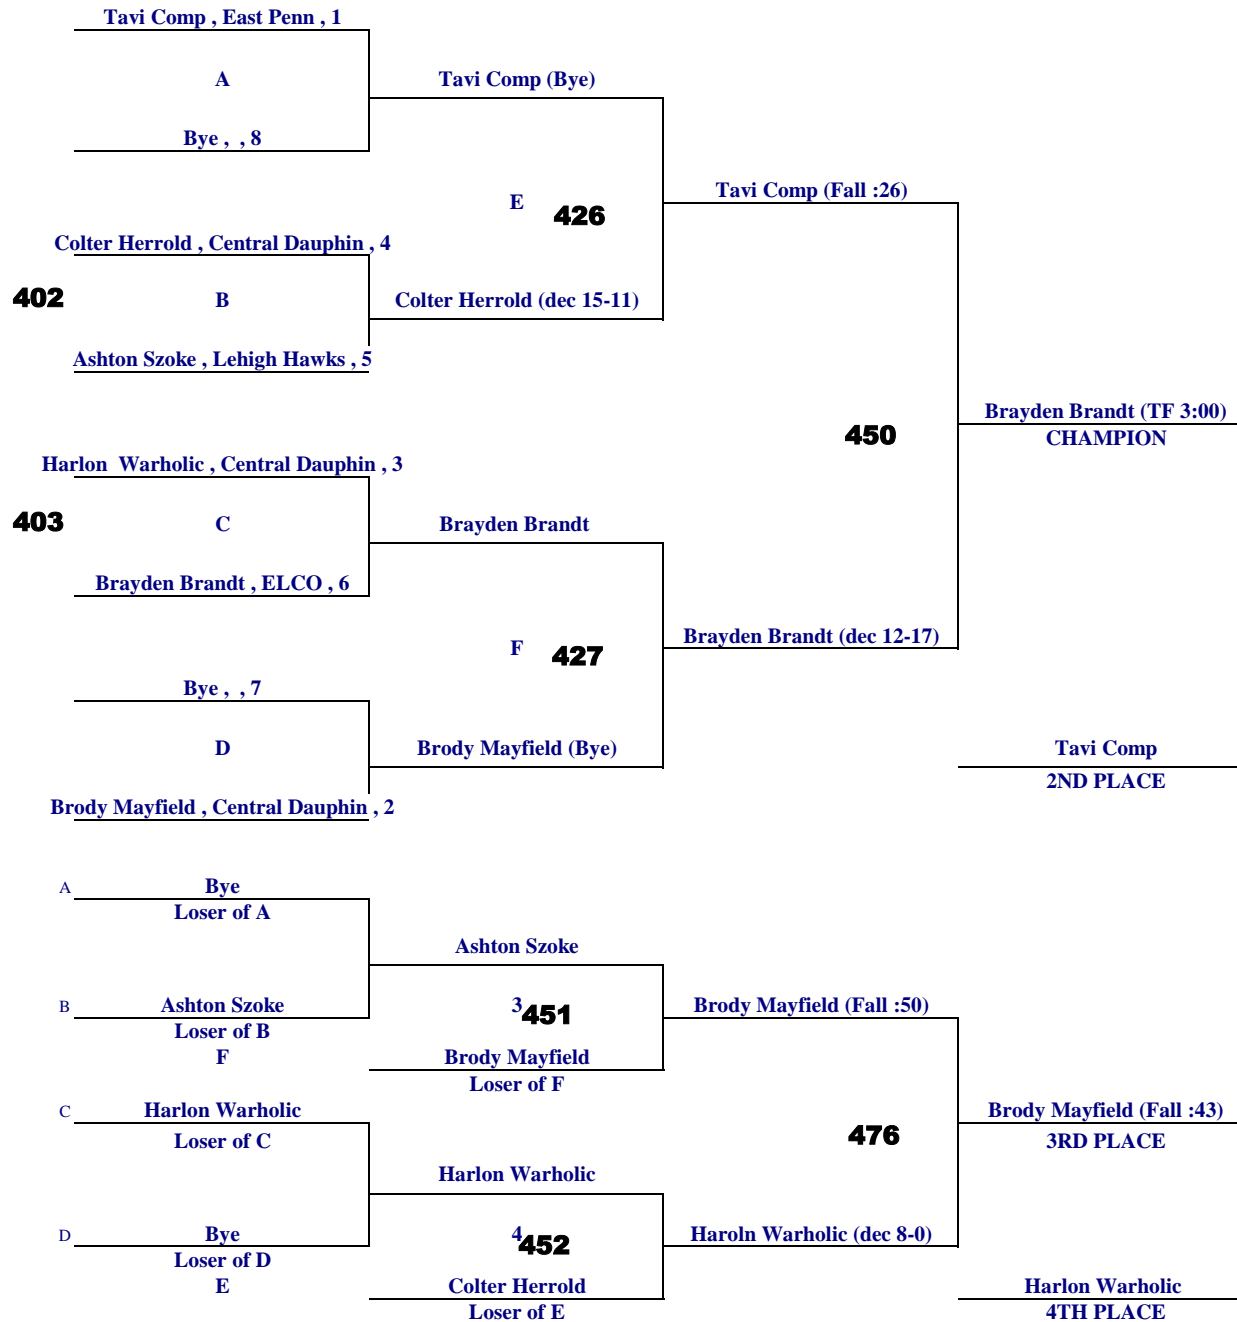 Tavi Comp , East Penn , 1
A
Tavi Comp (Bye)
Bye , , 8
Tavi Comp (Fall :26)
E 426
Colter Herrold , Central Dauphin , 4
402 B
Colter Herrold (dec 15-11)
Ashton Szoke , Lehigh Hawks , 5
Brayden Brandt (TF 3:00)
450
CHAMPION
Harlon Warholic , Central Dauphin , 3
403 C
Brayden Brandt
Brayden Brandt , ELCO , 6
Brayden Brandt (dec 12-17)
F 427
Bye , , 7
D
Brody Mayfield (Bye)
Tavi Comp
2ND PLACE
Brody Mayfield , Central Dauphin , 2
A Bye
Loser of A
Ashton Szoke
B Ashton Szoke
3 451
Brody Mayfield (Fall :50)
Loser of B
F
Brody Mayfield
Loser of F
C Harlon Warholic
Brody Mayfield (Fall :43)
476
Loser of C
3RD PLACE
Harlon Warholic
D Bye
4 452
Haroln Warholic (dec 8-0)
Loser of D
E
Colter Herrold
Harlon Warholic
Loser of E
4TH PLACE